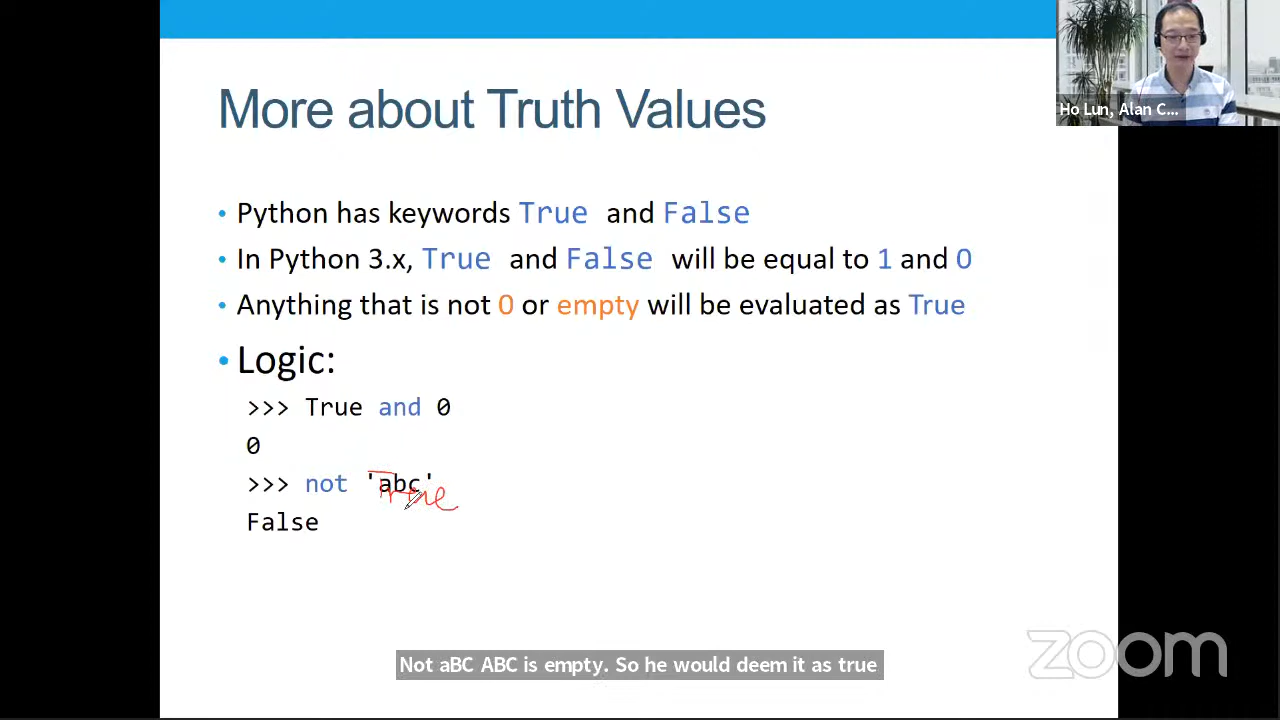 Ho Lun, Alan C...
More about Truth Values
• Python has keywords True and False
• In Python 3.x, True and False will be equal to 1 and 0
• Anything that is not 0 or empty will be evaluated as True
• Logic:
>>> True and 0
0
>>> not 'abc'
True
False
Not aBC ABC is empty. So he would deem it as true
zoom